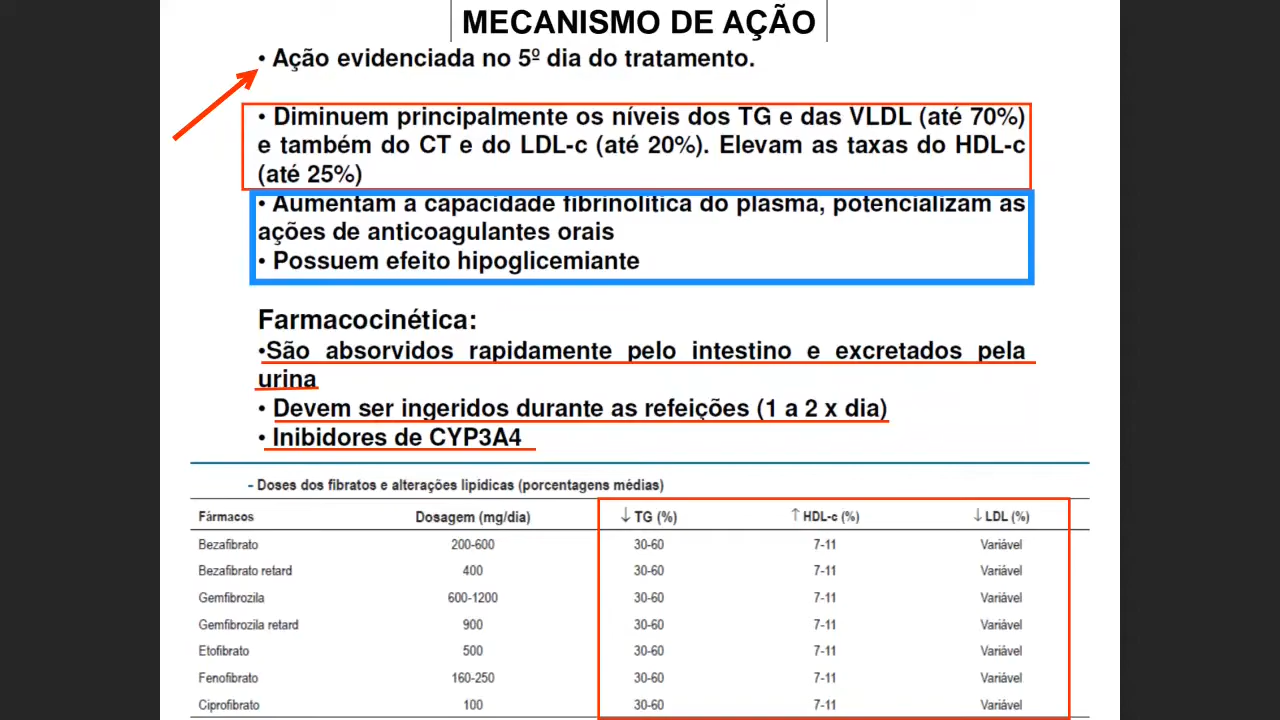 MECANISMO DE AÇÃO
• Ação evidenciada no 5º dia do tratamento.
• Diminuem principalmente os níveis dos TG e das VLDL (até 70%)
e também do CT e do LDL-c (até 20%). Elevam as taxas do HDL-c
(até 25%)
• Aumentam a capacidade fibrinolítica do plasma, potencializam as
ações de anticoagulantes orais
• Possuem efeito hipoglicemiante
Farmacocinética:
•São absorvidos rapidamente pelo intestino e excretados pela
urina
• Devem ser ingeridos durante as refeições (1 a 2 x dia)
• Inibidores de CYP3A4
- Doses dos fibratos e alterações lipídicas (porcentagens médias)
Fármacos Dosagem (mg/dia) ↓ TG (%) ↑ HDL-c (%) ↓ LDL (%)
Bezafibrato 200-600 30-60 7-11 Variável
Bezafibrato retard 400 30-60 7-11 Variável
Gemfibrozila 600-1200 30-60 7-11 Variável
Gemfibrozila retard 900 30-60 7-11 Variável
Etofibrato 500 30-60 7-11 Variável
Fenofibrato 160-250 30-60 7-11 Variável
Ciprofibrato 100 30-60 7-11 Variável